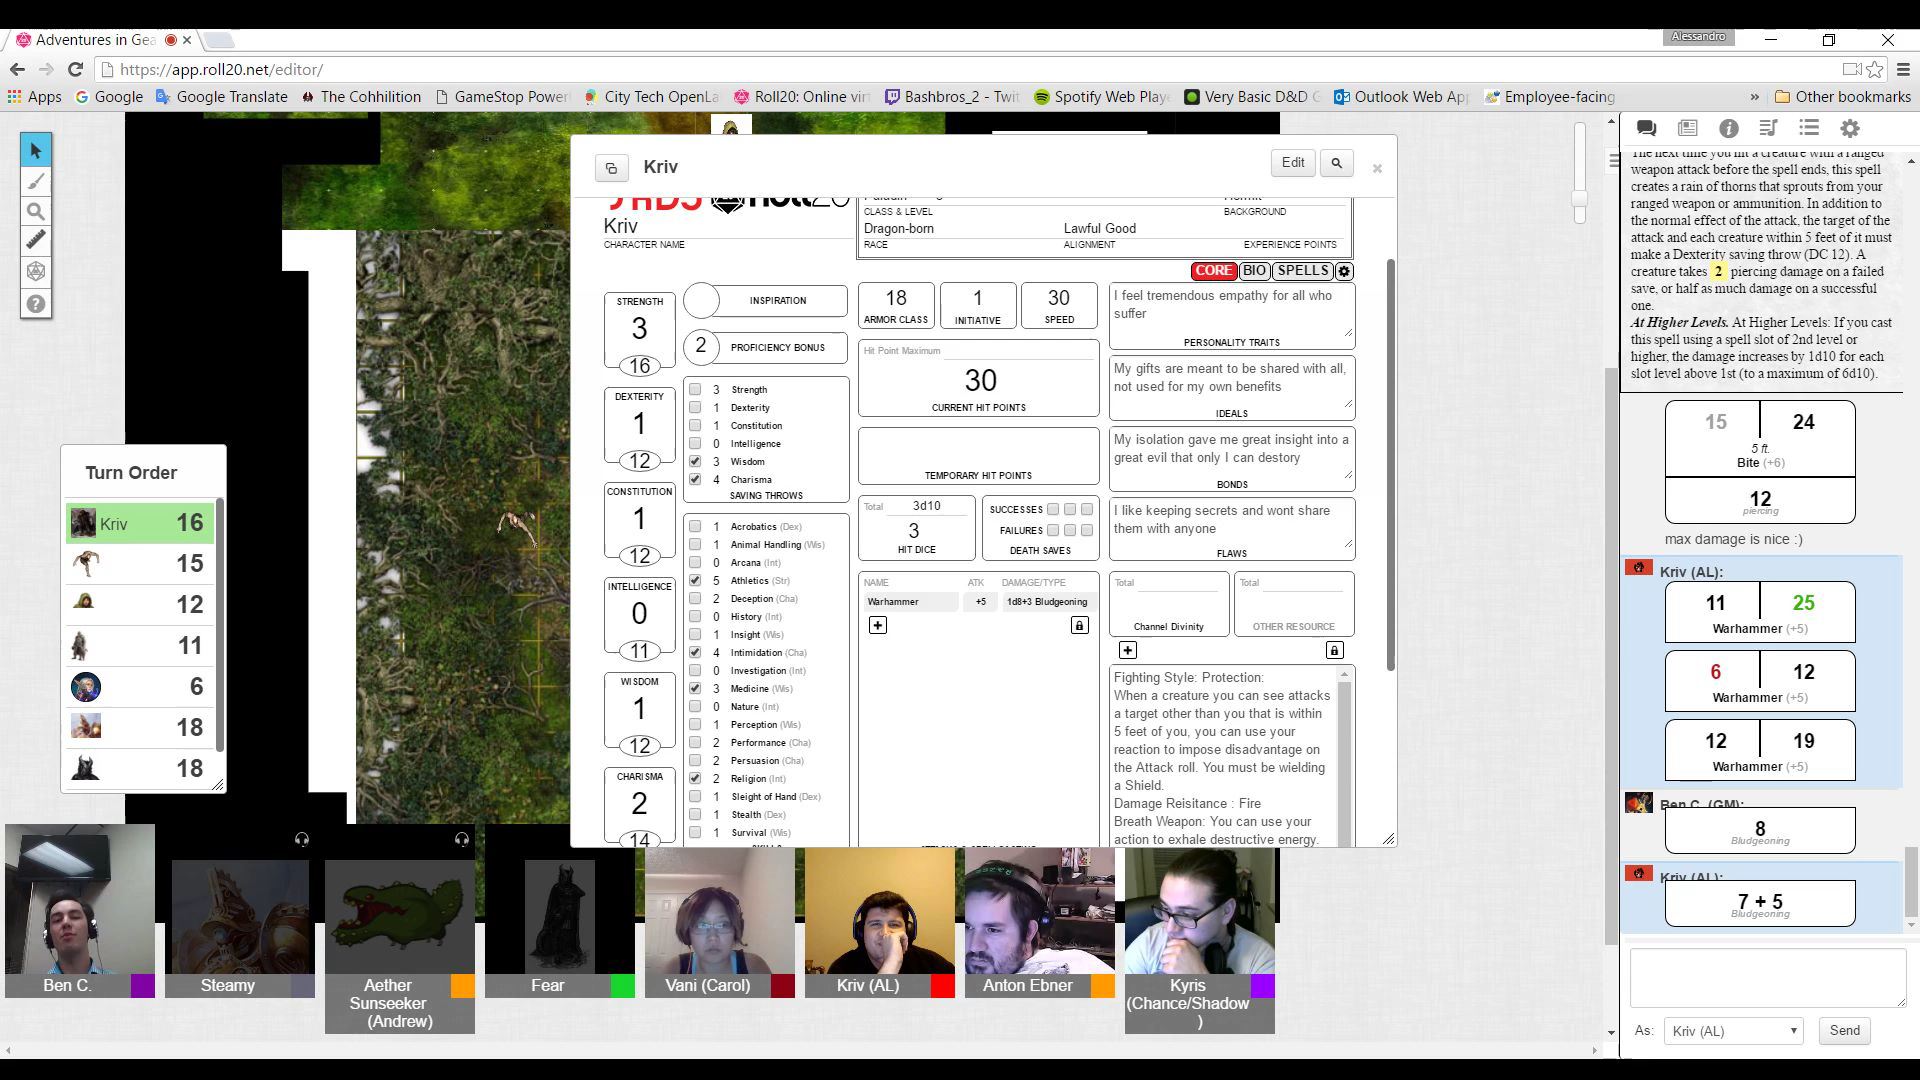 Alessandro
Adventures in Gea
https://app.roll20.net/editor/
Apps
Google
Google Translate
The Cohhilition
GameStop Power
City Tech OpenLa
Roll20: Online virt
Bashbros_2 - Twit
Spotify Web Playe
Very Basic D&D G
Outlook Web App
Employee-facing
»
Other bookmarks
Turn Order
Kriv 16
15
12
11
6
18
18
Kriv
Edit
Kriv
CHARACTER NAME
CLASS & LEVEL
BACKGROUND
Dragon-born
Lawful Good
RACE
ALIGNMENT
EXPERIENCE POINTS
CORE
BIO
SPELLS
STRENGTH
3
16
DEXTERITY
1
12
CONSTITUTION
1
12
INTELLIGENCE
0
11
WISDOM
1
12
CHARISMA
2
14
INSPIRATION
2 PROFICIENCY BONUS
3 Strength
1 Dexterity
1 Constitution
0 Intelligence
3 Wisdom
4 Charisma
SAVING THROWS
1 Acrobatics (Dex)
1 Animal Handling (Wis)
0 Arcana (Int)
5 Athletics (Str)
2 Deception (Cha)
0 History (Int)
1 Insight (Wis)
4 Intimidation (Cha)
0 Investigation (Int)
3 Medicine (Wis)
0 Nature (Int)
1 Perception (Wis)
2 Performance (Cha)
2 Persuasion (Cha)
2 Religion (Int)
1 Sleight of Hand (Dex)
1 Stealth (Dex)
1 Survival (Wis)
18
ARMOR CLASS
1
INITIATIVE
30
SPEED
Hit Point Maximum
30
CURRENT HIT POINTS
TEMPORARY HIT POINTS
Total 3d10
3
HIT DICE
SUCCESSES
FAILURES
DEATH SAVES
NAME ATK DAMAGE/TYPE
Warhammer +5 1d8+3 Bludgeoning
I feel tremendous empathy for all who
suffer
PERSONALITY TRAITS
My gifts are meant to be shared with all,
not used for my own benefits
IDEALS
My isolation gave me great insight into a
great evil that only I can destory
BONDS
I like keeping secrets and wont share
them with anyone
FLAWS
Total
Channel Divinity
Total
OTHER RESOURCE
Fighting Style: Protection:
When a creature you can see attacks
a target other than you that is within
5 feet of you, you can use your
reaction to impose disadvantage on
the Attack roll. You must be wielding
a Shield.
Damage Reisitance : Fire
Breath Weapon: You can use your
action to exhale destructive energy.
The next time you hit a creature with a ranged
weapon attack before the spell ends, this spell
creates a rain of thorns that sprouts from your
ranged weapon or ammunition. In addition to
the normal effect of the attack, the target of the
attack and each creature within 5 feet of it must
make a Dexterity saving throw (DC 12). A
creature takes 2 piercing damage on a failed
save, or half as much damage on a successful
one.
At Higher Levels. At Higher Levels: If you cast
this spell using a spell slot of 2nd level or
higher, the damage increases by 1d10 for each
slot level above 1st (to a maximum of 6d10).
15 24
5 ft.
Bite (+6)
12
piercing
max damage is nice :)
Kriv (AL):
11 25
Warhammer (+5)
6 12
Warhammer (+5)
12 19
Warhammer (+5)
Ben C. (GM):
8
Bludgeoning
Kriv (AL):
7 + 5
Bludgeoning
As: Kriv (AL)
Send
Ben C.
Steamy
Aether
Sunseeker
(Andrew)
Fear
Vani (Carol)
Kriv (AL)
Anton Ebner
Kyris
(Chance/Shadow
)